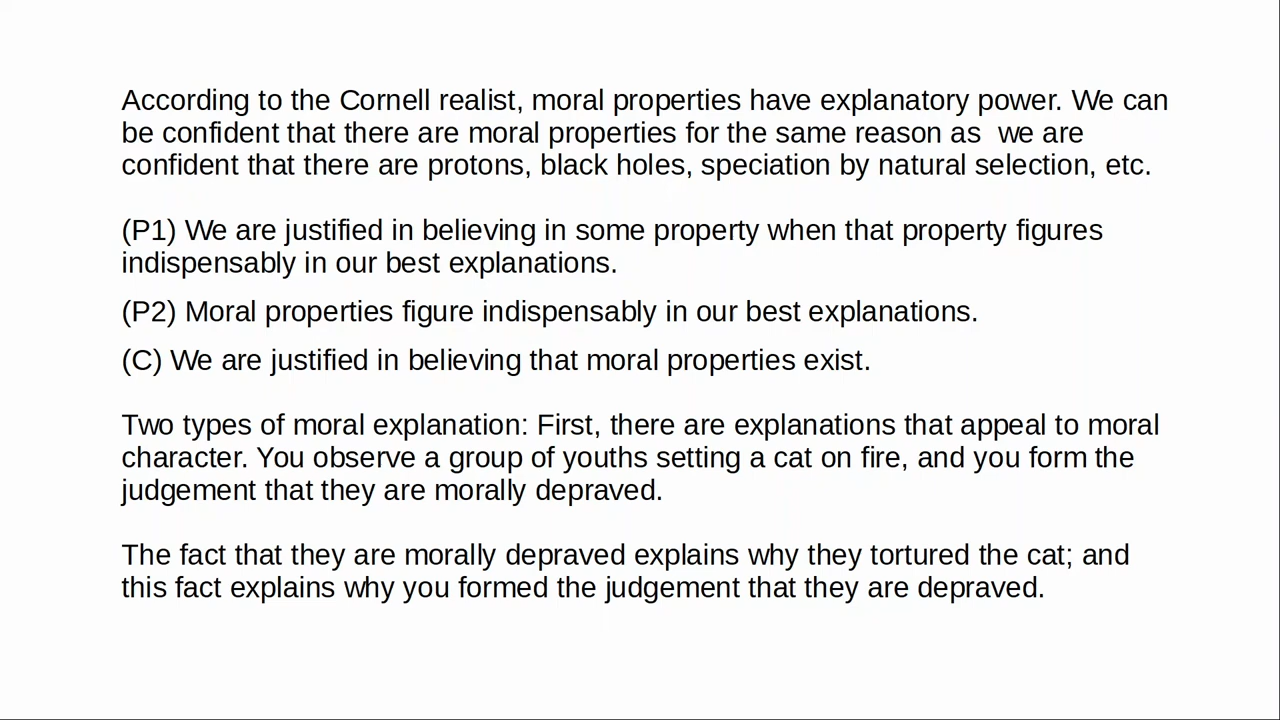 According to the Cornell realist, moral properties have explanatory power. We can
be confident that there are moral properties for the same reason as  we are
confident that there are protons, black holes, speciation by natural selection, etc.
(P1) We are justified in believing in some property when that property figures
indispensably in our best explanations.
(P2) Moral properties figure indispensably in our best explanations.
(C) We are justified in believing that moral properties exist.
Two types of moral explanation: First, there are explanations that appeal to moral
character. You observe a group of youths setting a cat on fire, and you form the
judgement that they are morally depraved.
The fact that they are morally depraved explains why they tortured the cat; and
this fact explains why you formed the judgement that they are depraved.